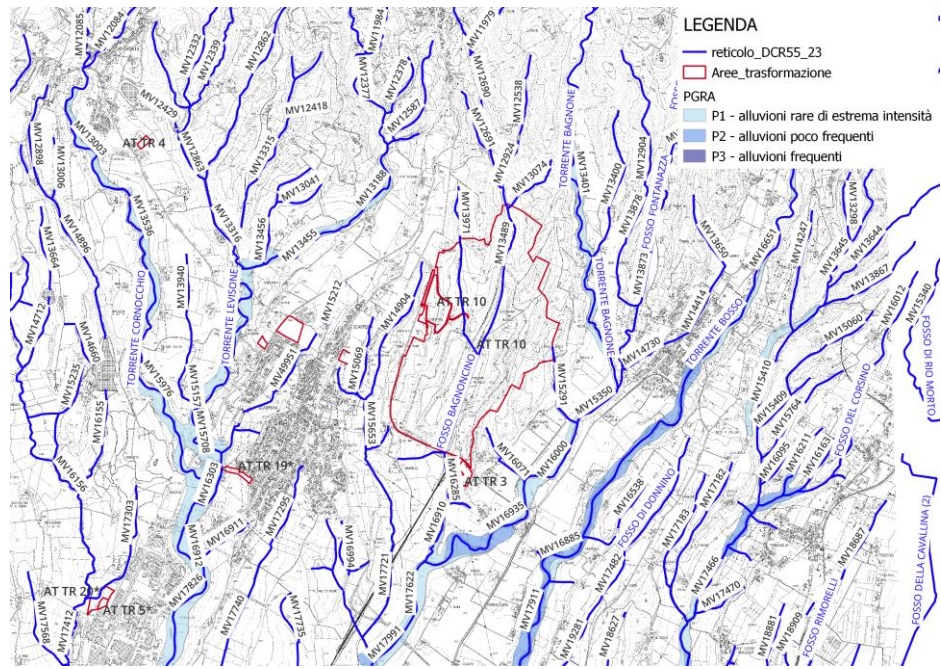 LEGENDA
reticolo_DCR55_23
Aree_trasformazione
PGRA
P1 - alluvioni rare di estrema intensità
P2 - alluvioni poco frequenti
P3 - alluvioni frequenti
MV12085
MV12084
MV12332
MV12339
MV12862
MV11984
MV12377
MV12378
MV11979
MV12690
MV12538
MV12587
MV12418
MV12429
MV12691
MV12924
TORRENTE BAGNONE
MV12904
MV12898
MV13006
MV13003
AT TR 4
MV12863
MV13315
MV13041
MV13188
MV13074
MV13401
MV13400
MV13878
FOSSO FONTANAZZA
MV13298
MV13664
MV14896
MV13536
MV13316
MV13456
MV13455
MV13971
MV13489
MV13873
MV13650
MV16651
MV14247
MV13645
MV13644
MV13867
MV14712
MV14660
TORRENTE CORNOCCHIO
MV13940
TORRENTE LEVISONE
MV15212
MV14904
AT TR 10
AT TR 10
TORRENTE BAGNONE
MV14414
TORRENTE BOSSO
MV15060
MV16012
MV15340
FOSSO DI RIO MORTO
MV15235
MV15976
MV15157
MV49951
MV15069
FOSSO BAGNONCINO
MV15291
MV14730
MV15350
MV15410
MV15409
MV15764
FOSSO DEL CORSINO
MV16155
MV16156
MV15708
MV16303
AT TR 19*
MV15653
MV16285
AT TR 3
MV16071
MV16000
MV16095
MV16211
MV16163
MV17303
MV16911
MV17295
MV16910
MV16935
MV16538
FOSSO DI DONNINO
MV17183
MV17182
MV16912
MV16994
MV17721
MV17622
MV16885
MV17482
MV17466
MV18687
FOSSO DELLA CAVALLINA (2)
AT TR 20*
AT TR 5*
MV17826
MV17412
MV17568
MV17740
MV17735
MV17991
MV17911
MV19281
MV18627
MV17470
MV18881
MV18909
FOSSO RIMORELLI